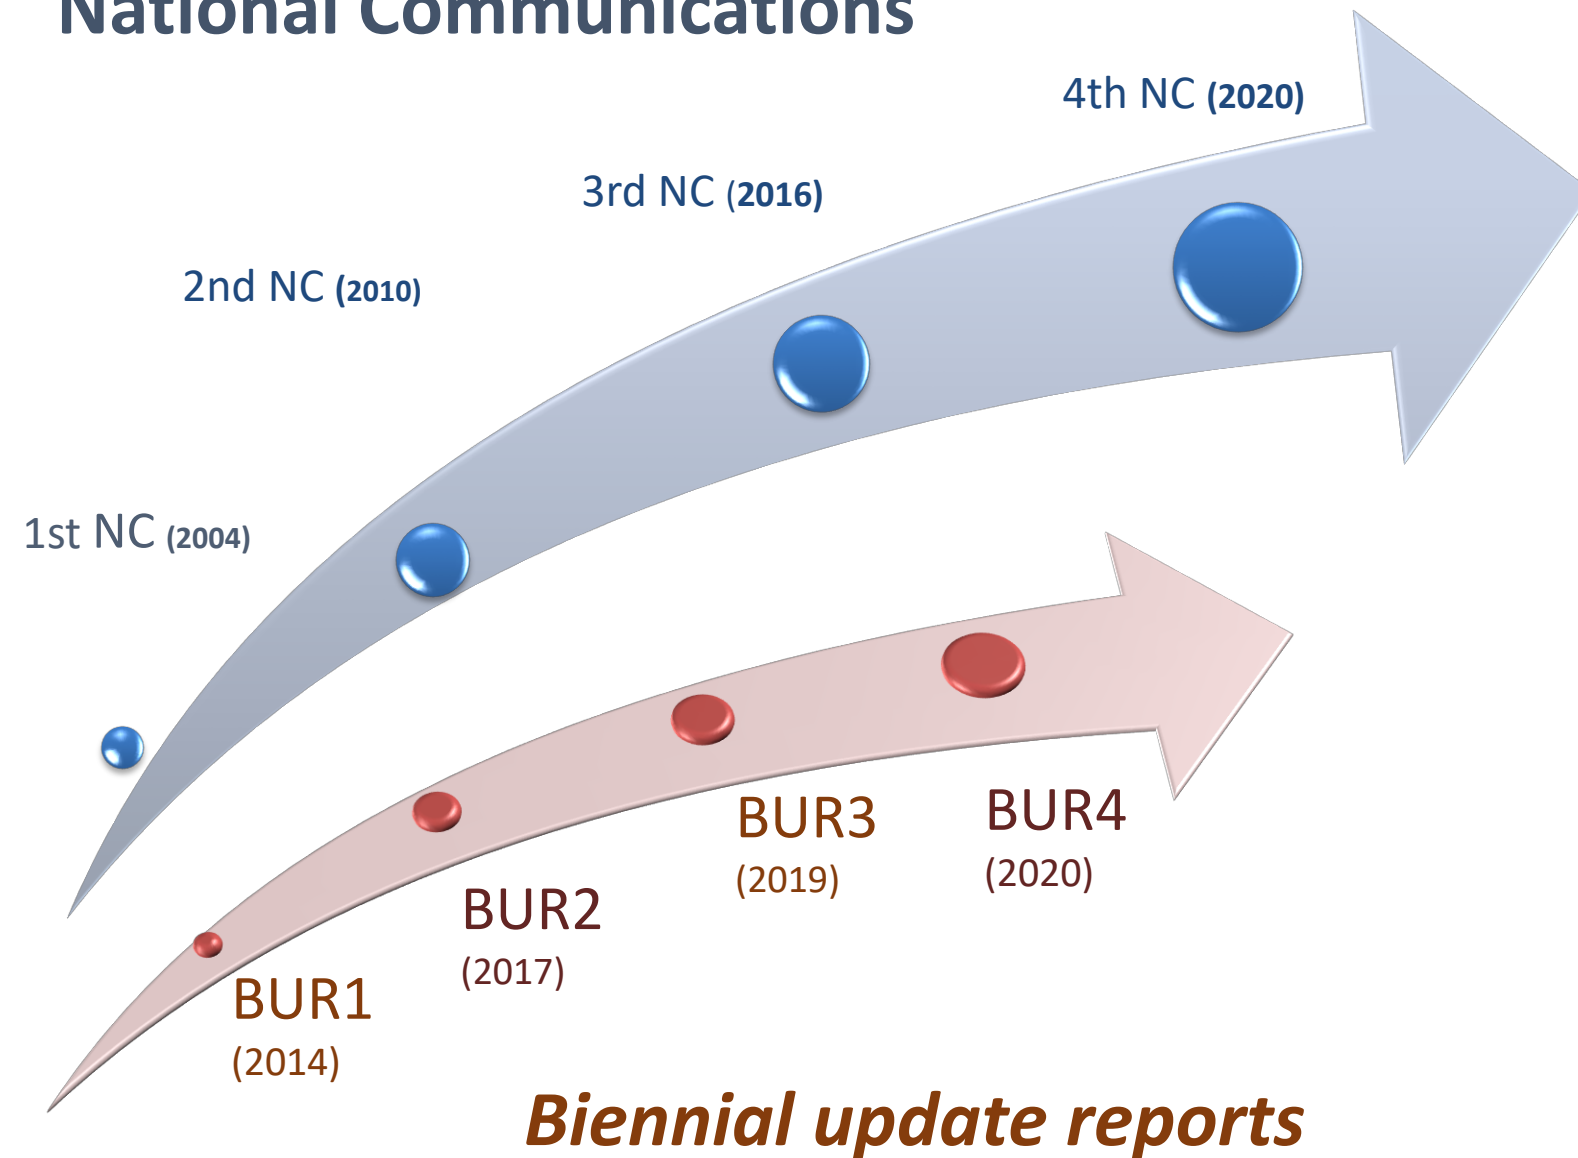 National Communications
4th NC (2020)
3rd NC (2016)
2nd NC (2010)
1st NC (2004)
BUR4
(2020)
BUR3
(2019)
BUR2
(2017)
BUR1
(2014)
Biennial update reports